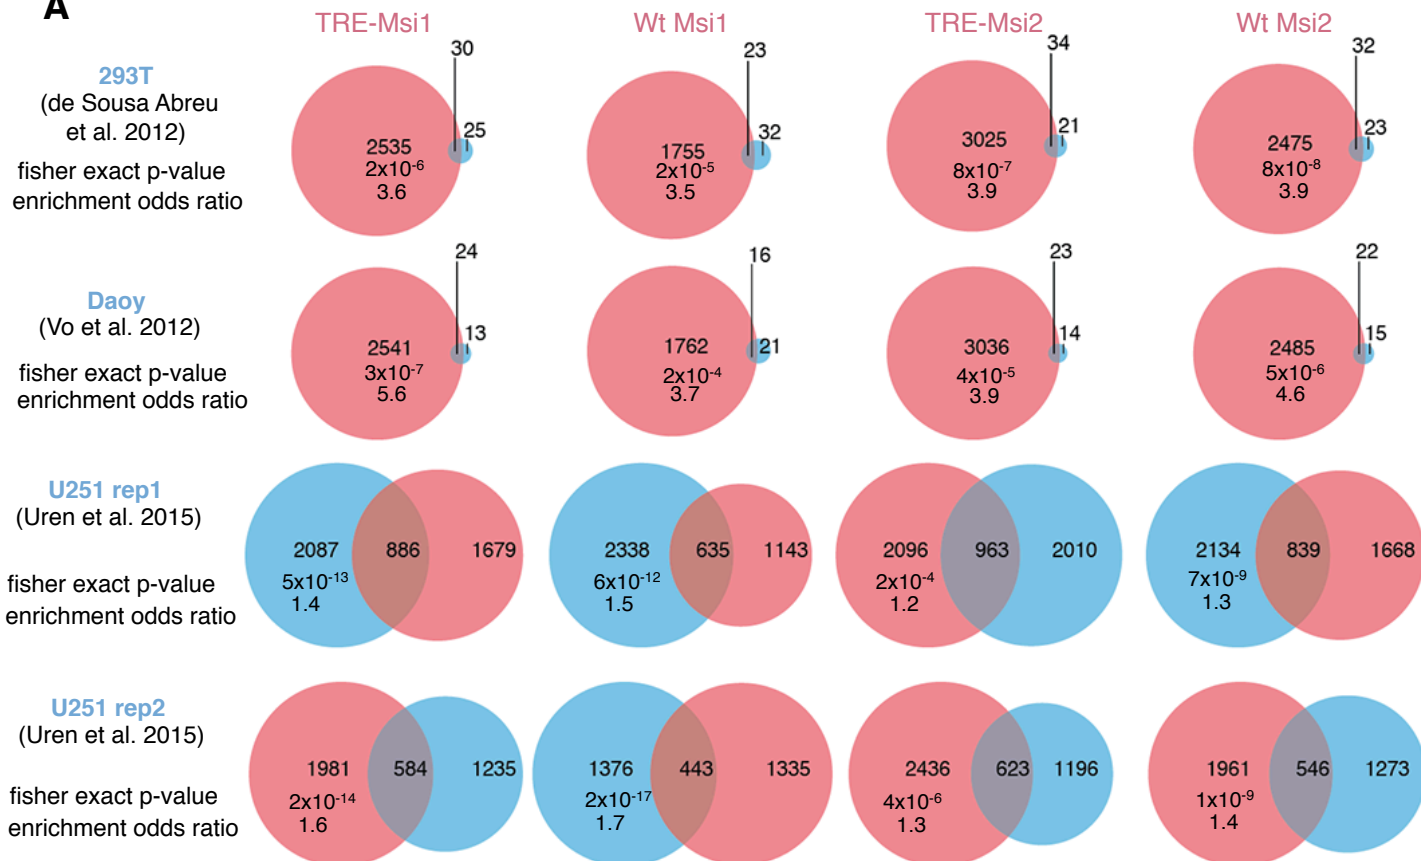 A
TRE-Msi1
Wt Msi1
TRE-Msi2
Wt Msi2
293T
(de Sousa Abreu
et al. 2012)
fisher exact p-value
enrichment odds ratio
30
25
2535
2x10-6
3.6
23
32
1755
2x10-5
3.5
34
21
3025
8x10-7
3.9
32
23
2475
8x10-8
3.9
Daoy
(Vo et al. 2012)
fisher exact p-value
enrichment odds ratio
24
13
2541
3x10-7
5.6
16
21
1762
2x10-4
3.7
23
14
3036
4x10-5
3.9
22
15
2485
5x10-6
4.6
U251 rep1
(Uren et al. 2015)
fisher exact p-value
enrichment odds ratio
2087 886 1679
5x10-13
1.4
2338 635 1143
6x10-12
1.5
2096 963 2010
2x10-4
1.2
2134 839 1668
7x10-9
1.3
U251 rep2
(Uren et al. 2015)
fisher exact p-value
enrichment odds ratio
1981 584 1235
2x10-14
1.6
1376 443 1335
2x10-17
1.7
2436 623 1196
4x10-6
1.3
1961 546 1273
1x10-9
1.4